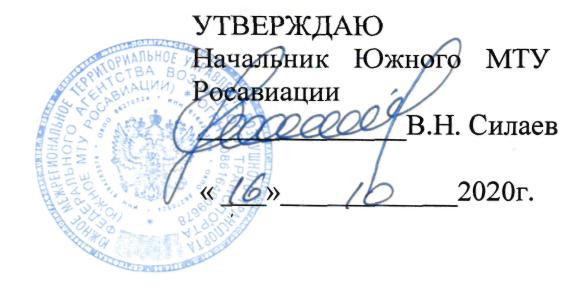 УТВЕРЖДАЮ
Начальник Южного МТУ
Росавиации
В.Н. Силаев
« 16 » 10 2020г.